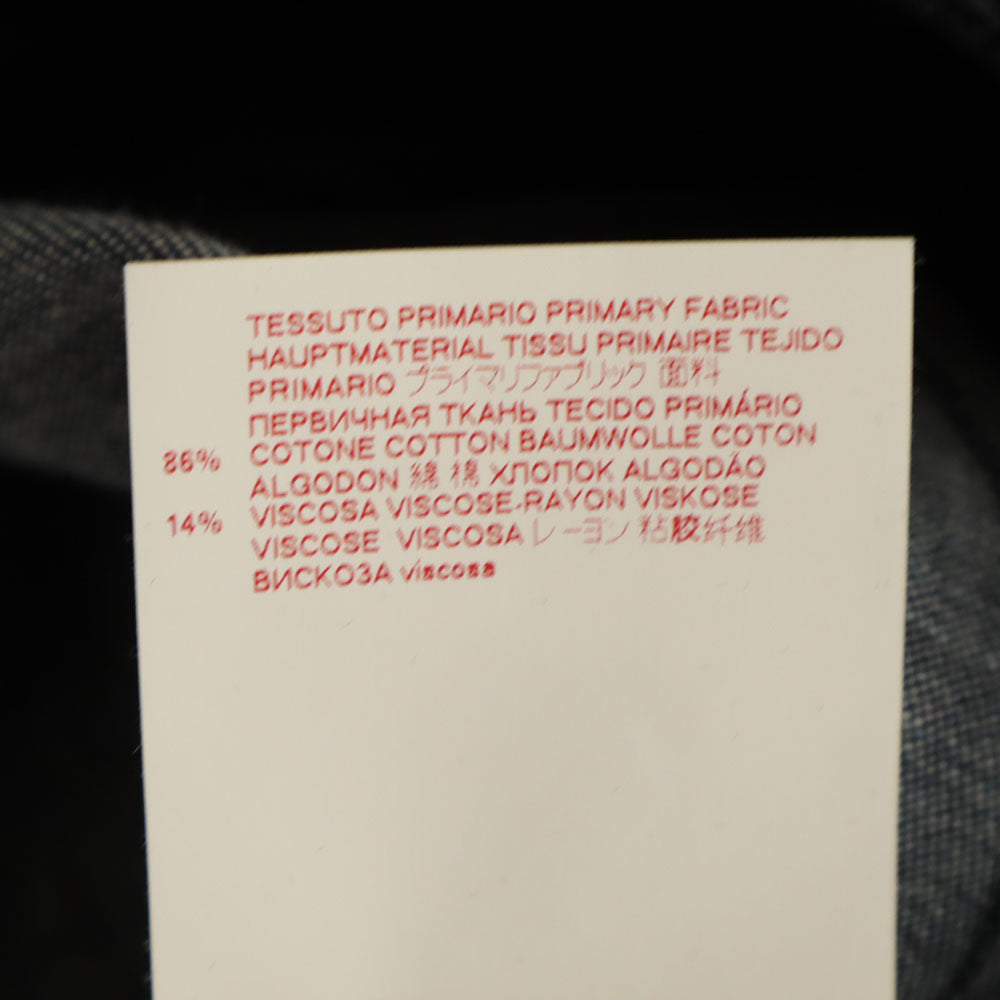 TESSUTO PRIMARIO PRIMARY FABRIC
HAUPTMATERIAL TISSU PRIMAIRE TEJIDO
PRIMARIO プライマリファブリック 面料
ПЕРВИЧНАЯ ТКАНЬ TECIDO PRIMÁRIO
86% COTONE COTTON BAUMWOLLE COTON
ALGODON 綿 棉 ХЛОПОК ALGODÃO
14% VISCOSA VISCOSE-RAYON VISKOSE
VISCOSE VISCOSA レーヨン 粘胶纤维
ВИСКОЗА viscose